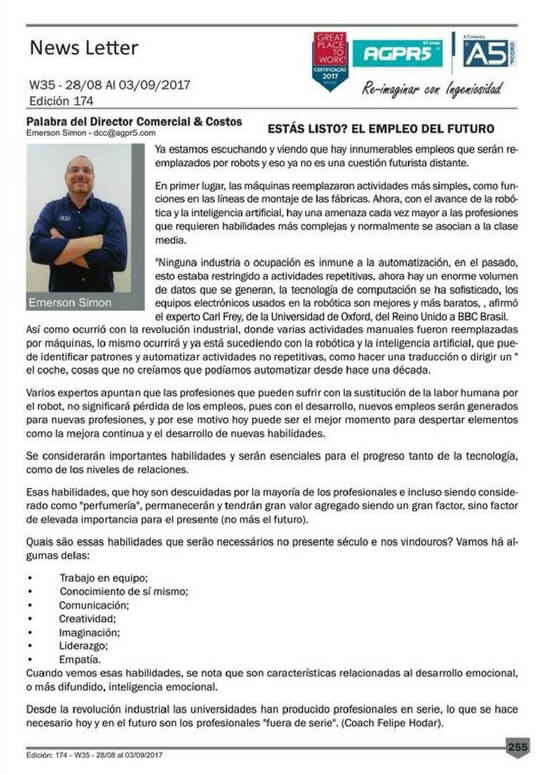 News Letter
GREAT
PLACE
TO
WORK
CERTIFICAÇÃO
2017
AGPR5
A5
W35 - 28/08 Al 03/09/2017
Edición 174
Re-imaginar con Ingeniosidad
Palabra del Director Comercial & Costos
Emerson Simon - dcc@agpr5.com
ESTÁS LISTO? EL EMPLEO DEL FUTURO
Ya estamos escuchando y viendo que hay innumerables empleos que serán re-
emplazados por robots y eso ya no es una cuestión futurista distante.
En primer lugar, las máquinas reemplazaron actividades más simples, como fun-
ciones en las líneas de montaje de las fábricas. Ahora, con el avance de la robó-
tica y la inteligencia artificial, hay una amenaza cada vez mayor a las profesiones
que requieren habilidades más complejas y normalmente se asocian a la clase
media.
"Ninguna industria o ocupación es inmune a la automatización, en el pasado,
esto estaba restringido a actividades repetitivas, ahora hay un enorme volumen
de datos que se generan, la tecnología de computación se ha sofisticado, los
equipos electrónicos usados en la robótica son mejores y más baratos, , afirmó
el experto Carl Frey, de la Universidad de Oxford, del Reino Unido a BBC Brasil.
Emerson Simon
Así como ocurrió con la revolución industrial, donde varias actividades manuales fueron reemplazadas
por máquinas, lo mismo ocurrirá y ya está sucediendo con la robótica y la inteligencia artificial, que pue-
de identificar patrones y automatizar actividades no repetitivas, como hacer una traducción o dirigir un "
el coche, cosas que no creíamos que podíamos automatizar desde hace una década.
Varios expertos apuntan que las profesiones que pueden sufrir con la sustitución de la labor humana por
el robot, no significará pérdida de los empleos, pues con el desarrollo, nuevos empleos serán generados
para nuevas profesiones, y por ese motivo hoy puede ser el mejor momento para despertar elementos
como la mejora continua y el desarrollo de nuevas habilidades.
Se considerarán importantes habilidades y serán esenciales para el progreso tanto de la tecnología,
como de los niveles de relaciones.
Esas habilidades, que hoy son descuidadas por la mayoría de los profesionales e incluso siendo conside-
rado como "perfumería", permanecerán y tendrán gran valor agregado siendo un gran factor, sino factor
de elevada importancia para el presente (no más el futuro).
Quais são essas habilidades que serão necessários no presente século e nos vindouros? Vamos há al-
gumas delas:
• Trabajo en equipo;
• Conocimiento de sí mismo;
• Comunicación;
• Creatividad;
• Imaginación;
• Liderazgo;
• Empatía.
Cuando vemos esas habilidades, se nota que son características relacionadas al desarrollo emocional,
o más difundido, inteligencia emocional.
Desde la revolución industrial las universidades han producido profesionales en serie, lo que se hace
necesario hoy y en el futuro son los profesionales "fuera de serie". (Coach Felipe Hodar).
255
Edición: 174 - W35 - 28/08 al 03/09/2017